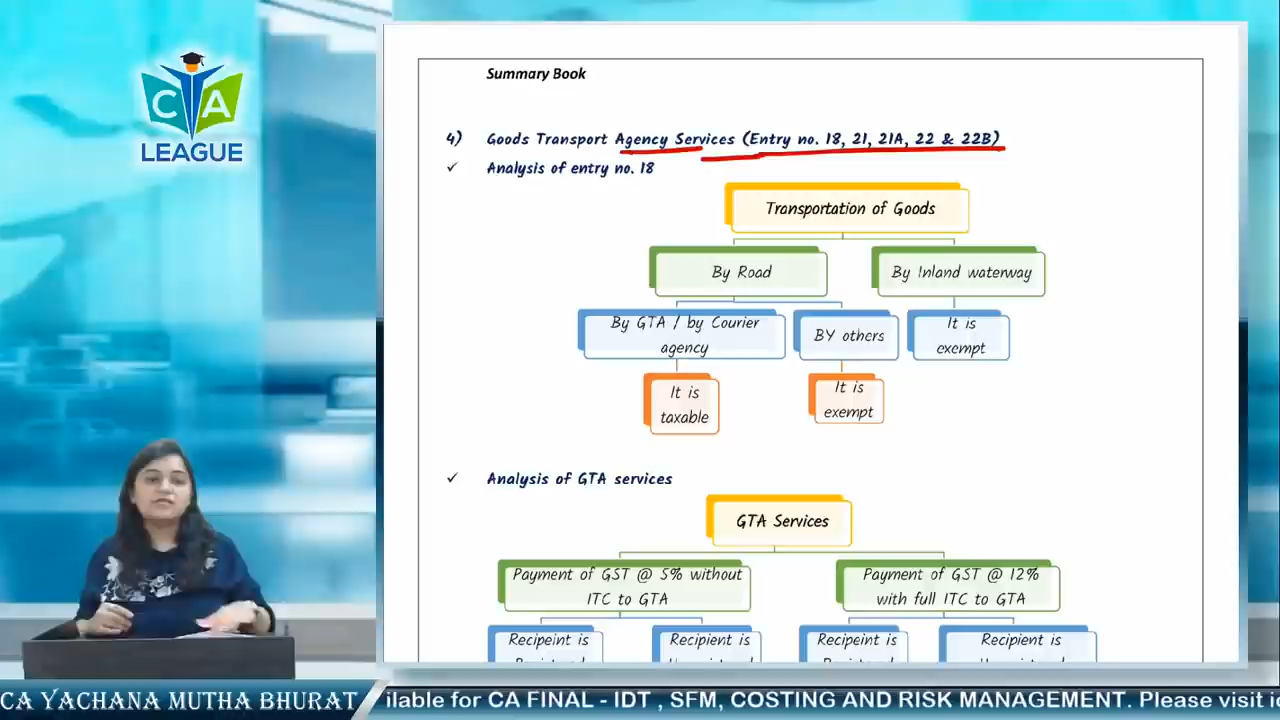 CA
LEAGUE
Summary Book
4) Goods Transport Agency Services (Entry no. 18, 21, 21A, 22 & 22B)
✓ Analysis of entry no. 18
Transportation of Goods
By Road
By Inland waterway
By GTA / by Courier
agency
BY others
It is
exempt
It is
taxable
It is
exempt
✓ Analysis of GTA services
GTA Services
Payment of GST @ 5% without
ITC to GTA
Payment of GST @ 12%
with full ITC to GTA
Recipeint is
Recipient is
Recipeint is
Recipient is
CA YACHANA MUTHA BHURAT
ilable for CA FINAL - IDT , SFM, COSTING AND RISK MANAGEMENT. Please visit